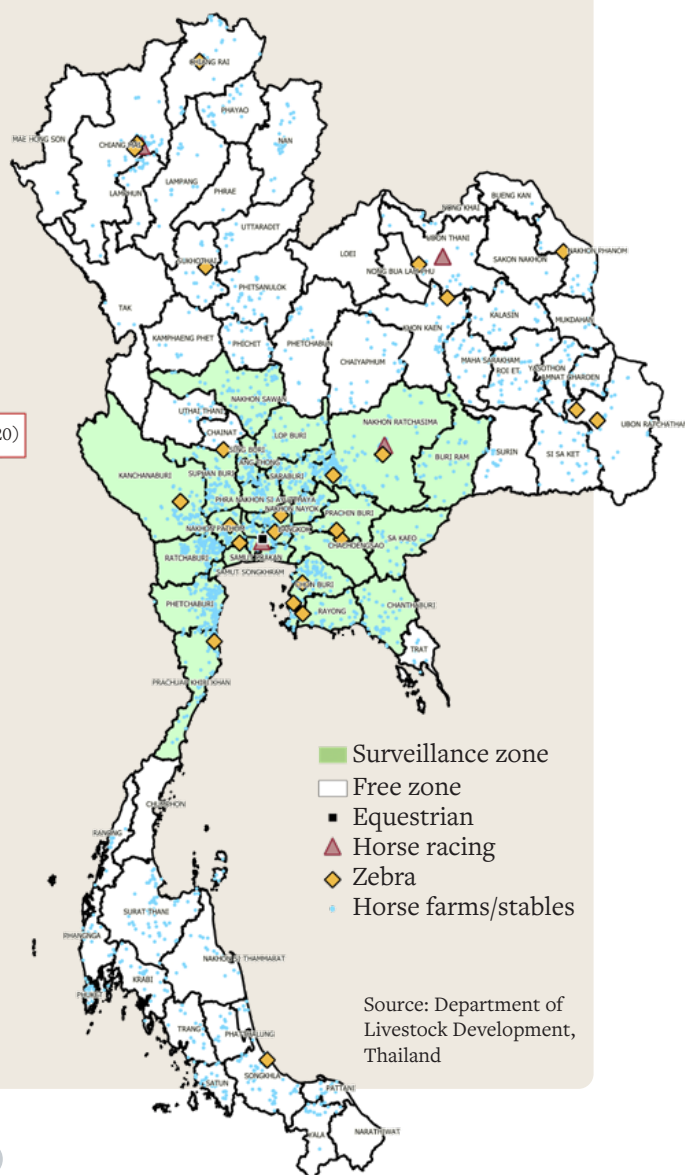 CHIANG RAI
PHAYAO
MAE HONG SON
CHIANG MAI
NAN
LAMPANG
LAMPHUN
PHRAE
BUENG KAN
NONG KHAI
UTTARADIT
UDON THANI
LOEI
SAKON NAKHON
NAKHON PHANOM
SUKHOTHAI
NONG BUA LAMPHU
PHITSANULOK
TAK
KALASIN
MUKDAHAN
KHON KAEN
KAMPHAENG PHET
PHICHIT
PHETCHABUN
CHAIYAPHUM
MAHA SARAKHAM
ROI ET
YASOTHON
AMNAT CHAROEN
NAKHON SAWAN
UTHAI THANI
NAKHON RATCHASIMA
UBON RATCHATHANI
20)
CHAINAT
LOP BURI
SING BURI
BURI RAM
SURIN
SI SA KET
ANG THONG
KANCHANABURI
SUPHAN BURI
SARABURI
PHRA NAKHON SI AYUTTHAYA
NAKHON NAYOK
PRACHIN BURI
NAKHON PATHOM
BANGKOK
SA KAEO
CHACHOENGSAO
RATCHABURI
SAMUT PRAKAN
SAMUT SONGKHRAM
CHON BURI
PHETCHABURI
RAYONG
CHANTHABURI
TRAT
PRACHUAP KHIRI KHAN
Surveillance zone
Free zone
Equestrian
Horse racing
Zebra
Horse farms/stables
CHUMPHON
RANONG
SURAT THANI
PHANGNGA
NAKHON SI THAMMARAT
KRABI
PHUKET
Source: Department of
Livestock Development,
Thailand
TRANG
PHATTHALUNG
SONGKHLA
SATUN
PATTANI
YALA
NARATHIWAT